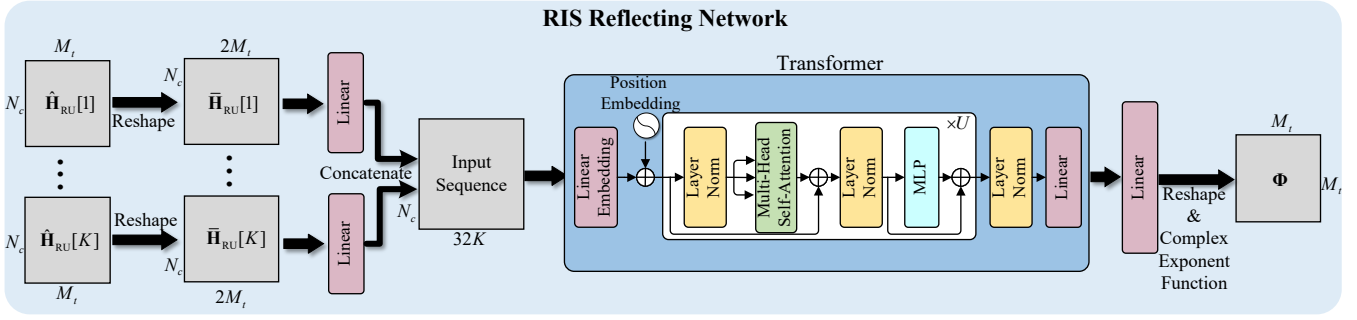 RIS Reflecting Network
M_t
N_c
Ĥ_RU[1]
Reshape
2M_t
N_c
H̄_RU[1]
Linear
Concatenate
N_c
Ĥ_RU[K]
M_t
Reshape
N_c
H̄_RU[K]
2M_t
Linear
Input
Sequence
N_c
32K
Transformer
Position
Embedding
Linear
Embedding
×U
Layer
Norm
Multi-Head
Self-Attention
Layer
Norm
MLP
Layer
Norm
Linear
Linear
Reshape
&
Complex
Exponent
Function
M_t
Φ
M_t